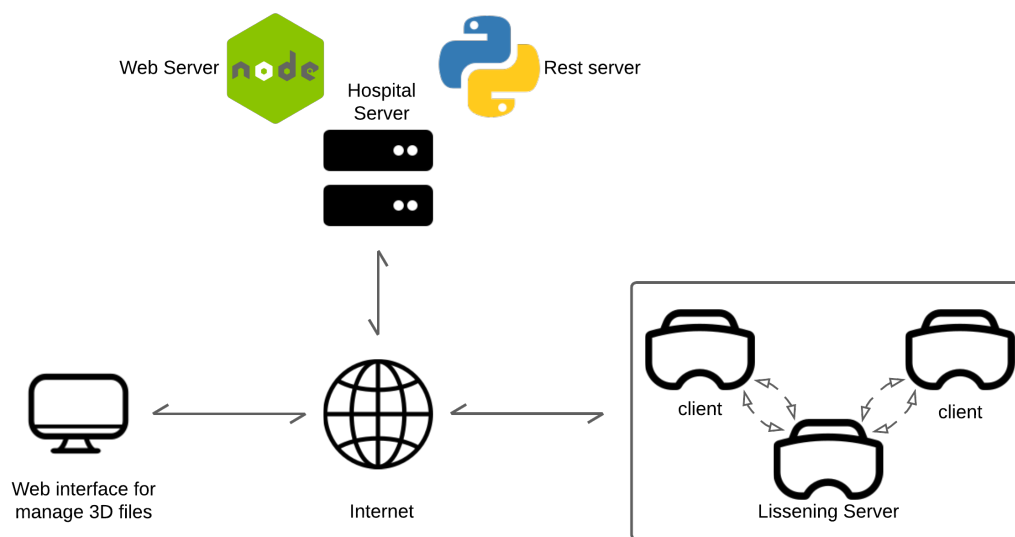 Web Server
node
Rest server
Hospital
Server
client
client
Lissening Server
Web interface for
manage 3D files
Internet